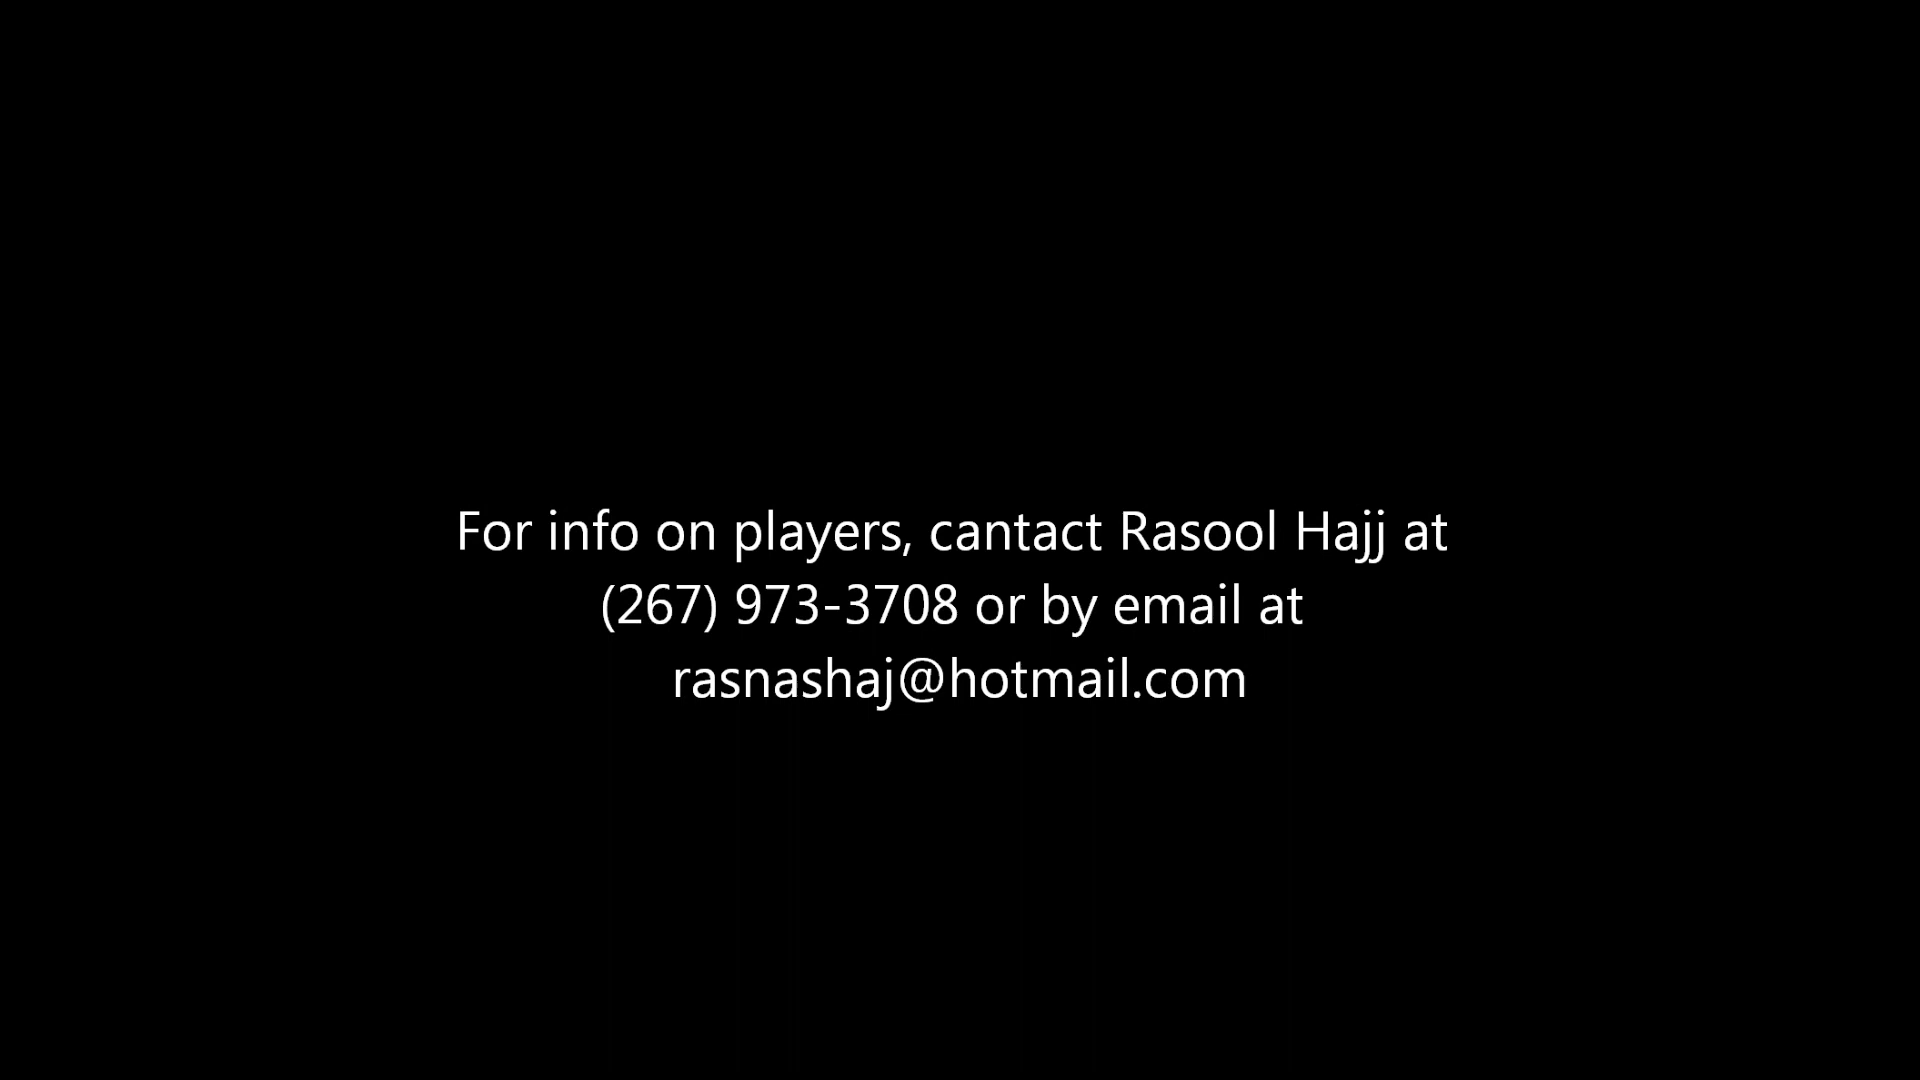 For info on players, cantact Rasool Hajj at
(267) 973-3708 or by email at
rasnashaj@hotmail.com